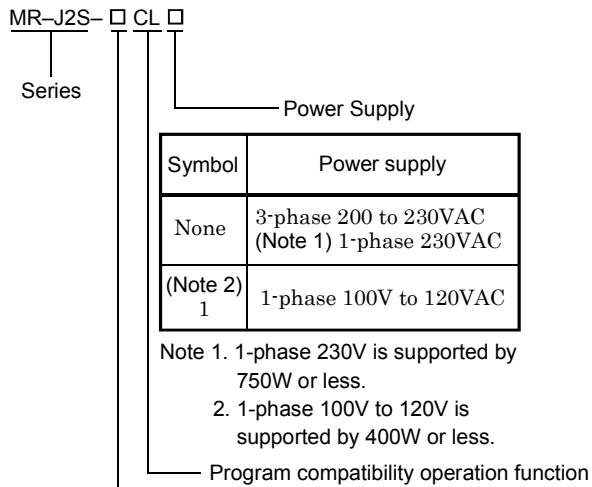 MR–J2S– □ CL □
Series
Power Supply
Symbol Power supply
None 3-phase 200 to 230VAC
(Note 1) 1-phase 230VAC
(Note 2)
1 1-phase 100V to 120VAC
Note 1. 1-phase 230V is supported by
750W or less.
2. 1-phase 100V to 120V is
supported by 400W or less.
Program compatibility operation function